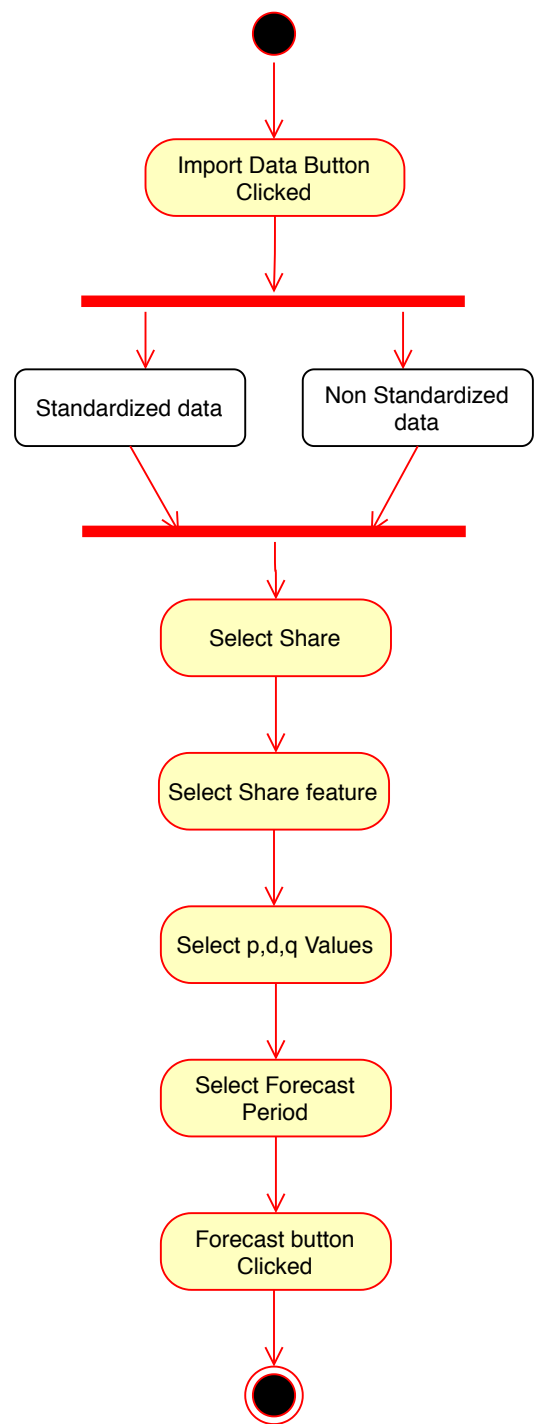 Import Data Button
Clicked
Standardized data
Non Standardized
data
Select Share
Select Share feature
Select p,d,q Values
Select Forecast
Period
Forecast button
Clicked